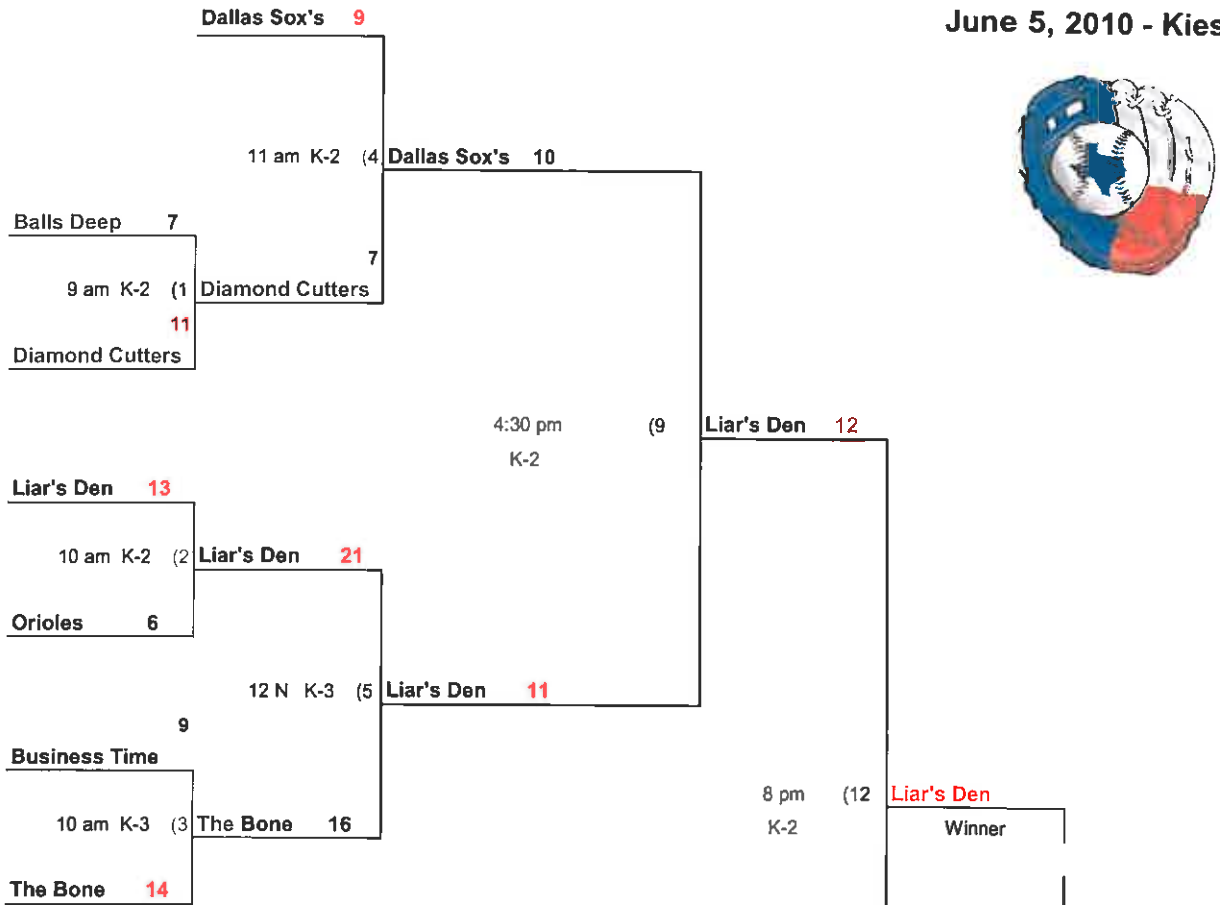 Dallas Sox's 9
June 5, 2010 - Kies
11 am K-2 (4 Dallas Sox's 10
Balls Deep 7
7
9 am K-2 (1 Diamond Cutters
11
Diamond Cutters
4:30 pm (9 Liar's Den 12
K-2
Liar's Den 13
10 am K-2 (2 Liar's Den 21
Orioles 6
12 N K-3 (5 Liar's Den 11
9
Business Time
8 pm (12 Liar's Den
10 am K-3 (3 The Bone 16
K-2 Winner
The Bone 14